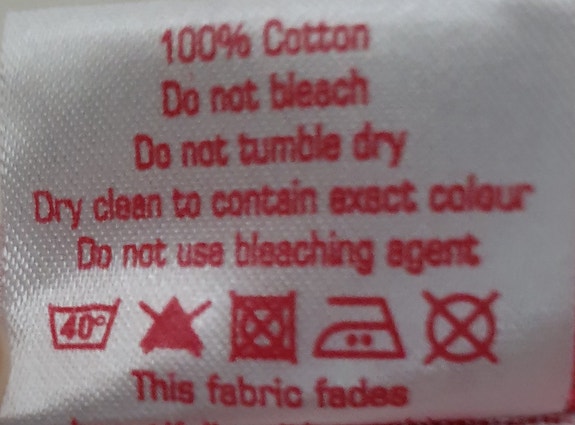 100% Cotton
Do not bleach
Do not tumble dry
Dry clean to contain exact colour
Do not use bleaching agent
40°
This fabric fades